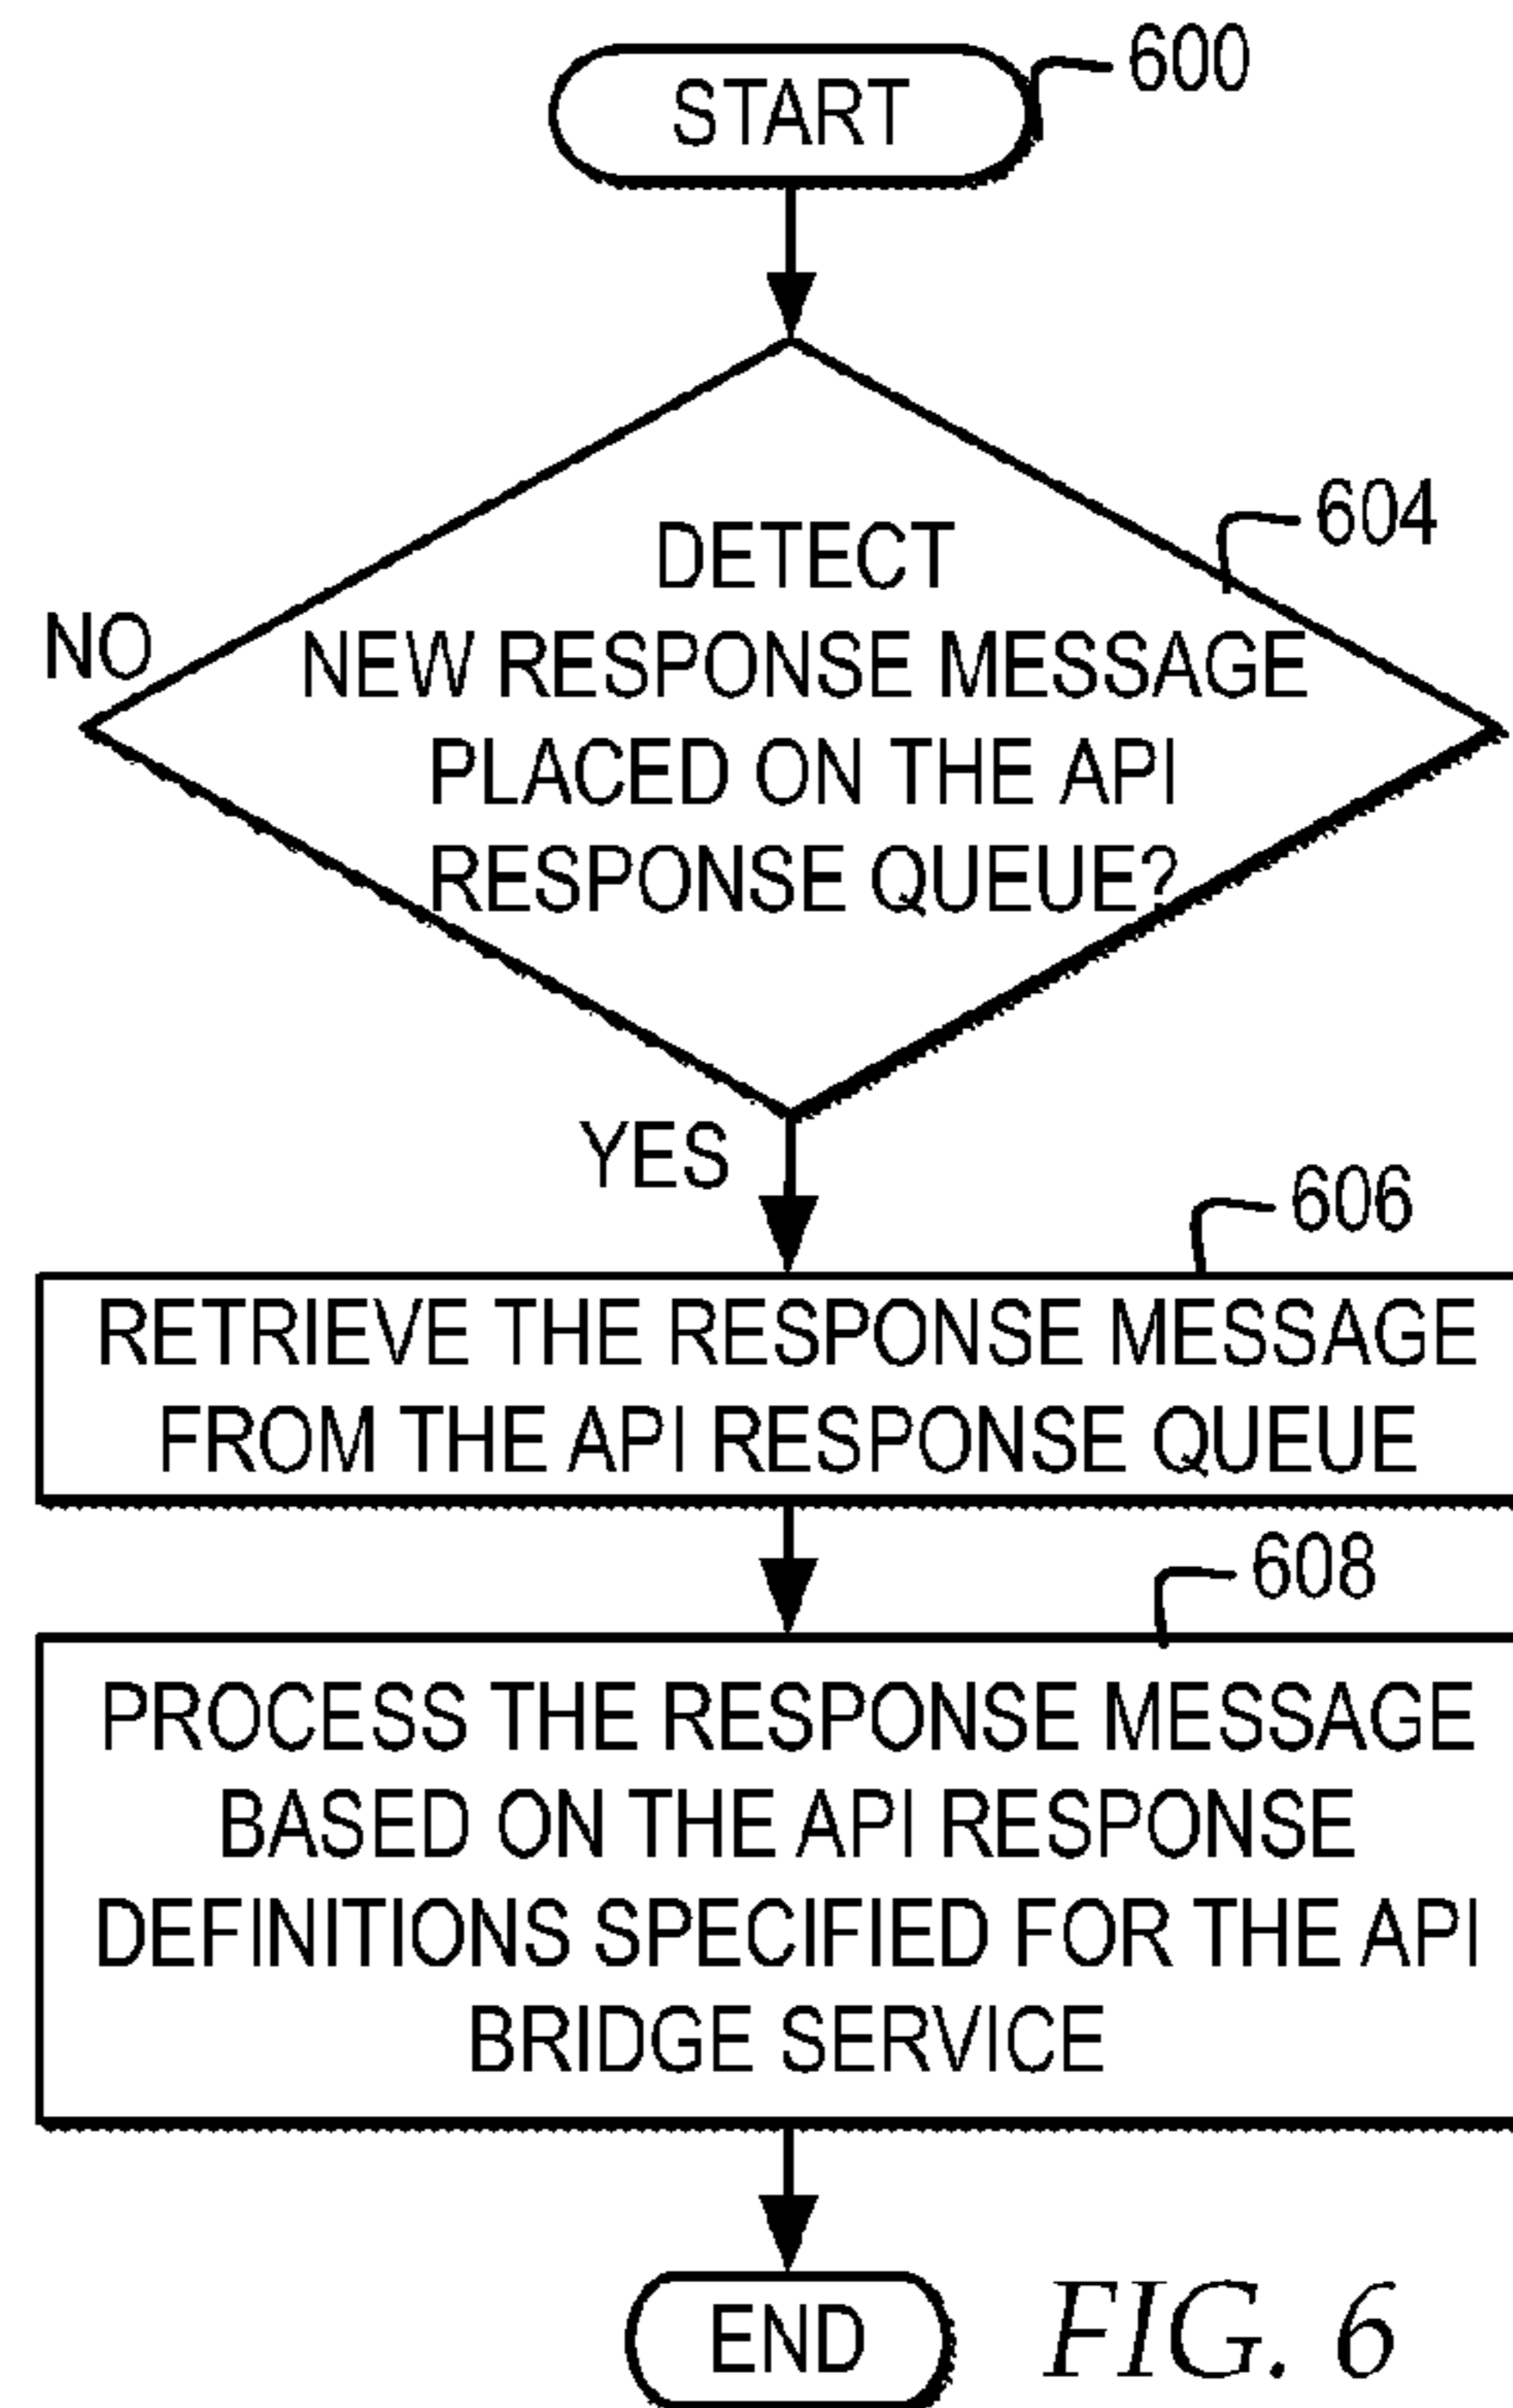 START
600
DETECT
NEW RESPONSE MESSAGE
PLACED ON THE API
RESPONSE QUEUE?
604
NO
YES
606
RETRIEVE THE RESPONSE MESSAGE
FROM THE API RESPONSE QUEUE
608
PROCESS THE RESPONSE MESSAGE
BASED ON THE API RESPONSE
DEFINITIONS SPECIFIED FOR THE API
BRIDGE SERVICE
END
FIG. 6